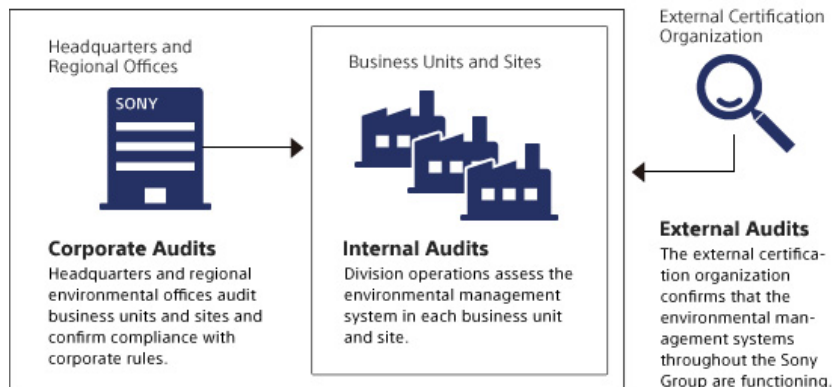 Headquarters and
Regional Offices
SONY
Corporate Audits
Headquarters and regional
environmental offices audit
business units and sites and
confirm compliance with
corporate rules.
Business Units and Sites
Internal Audits
Division operations assess the
environmental management
system in each business unit
and site.
External Certification
Organization
External Audits
The external certifica-
tion organization
confirms that the
environmental man-
agement systems
throughout the Sony
Group are functioning.